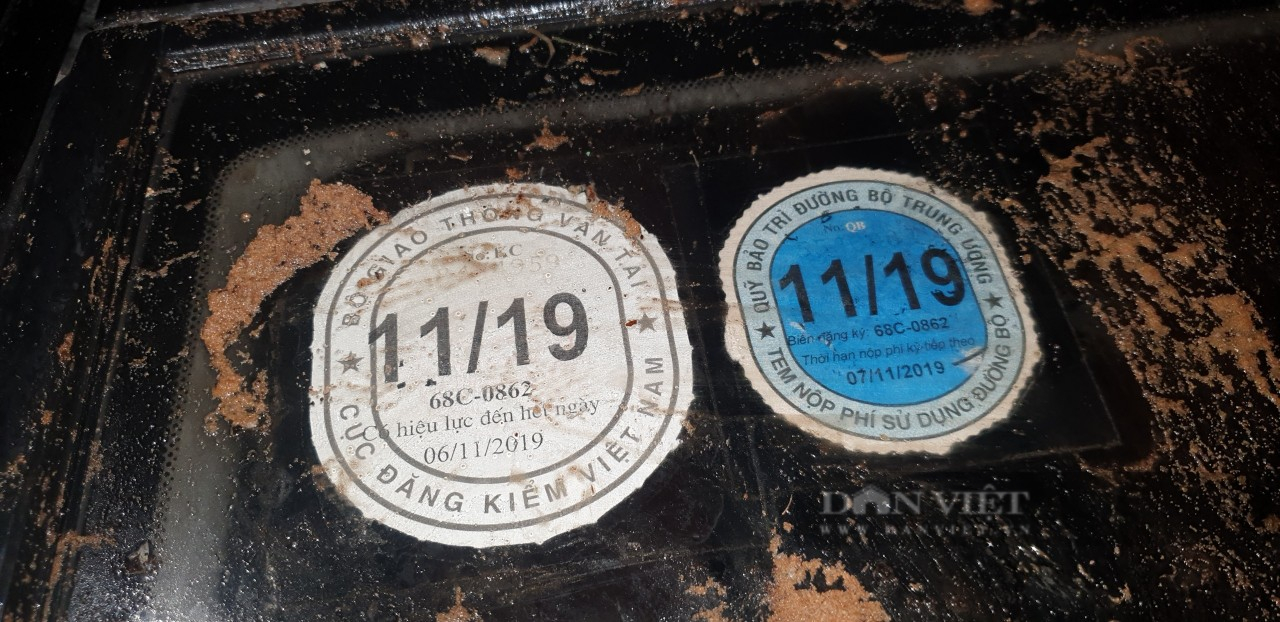 BỘ GIAO THÔNG VẬN TẢI
11/19
68C-0862
Có hiệu lực đến hết ngày
06/11/2019
★ CỤC ĐĂNG KIỂM VIỆT NAM ★
QUỸ BẢO TRÌ ĐƯỜNG BỘ TRUNG ƯƠNG
No. QB
11/19
Biển đăng ký: 68C-0862
Thời hạn nộp phí kỳ tiếp theo
07/11/2019
★ TEM NỘP PHÍ SỬ DỤNG ĐƯỜNG BỘ ★
DÂN VIỆT